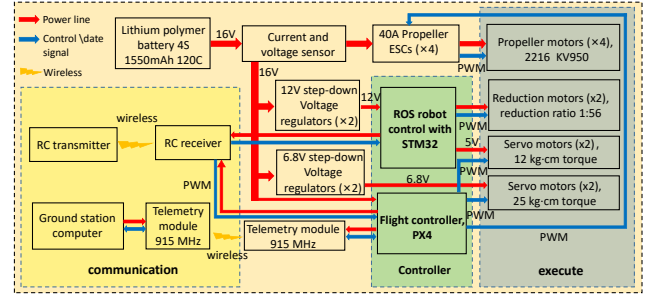 Power line
Control \date
signal
Wireless
Lithium polymer
battery 4S
1550mAh 120C
16V
Current and
voltage sensor
40A Propeller
ESCs (×4)
PWM
Propeller motors (×4),
2216 KV950
16V
12V step-down
Voltage
regulators (×2)
12V
ROS robot
control with
STM32
PWM
Reduction motors (x2),
reduction ratio 1:56
5V
Servo motors (x2),
12 kg-cm torque
PWM
RC transmitter
wireless
RC receiver
6.8V step-down
Voltage
regulators (×2)
6.8V
Servo motors (x2),
25 kg-cm torque
PWM
PWM
Flight controller,
PX4
PWM
Ground station
computer
Telemetry
module
915 MHz
wireless
Telemetry module
915 MHz
communication
Controller
execute